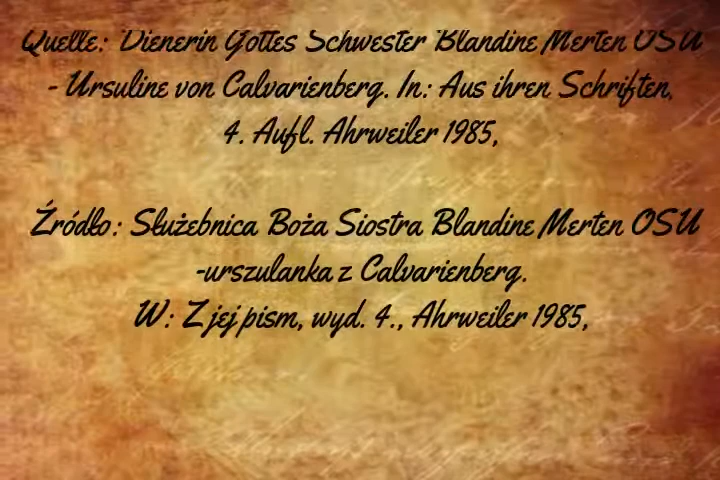 Quelle: Dienerin Gottes Schwester Blandine Merten OSU
- Ursuline von Calvarienberg. In: Aus ihren Schriften,
4. Aufl. Ahrweiler 1985,
Źródło: Służebnica Boża Siostra Blandine Merten OSU
-urszulanka z Calvarienberg.
W: Z jej pism, wyd. 4., Ahrweiler 1985,